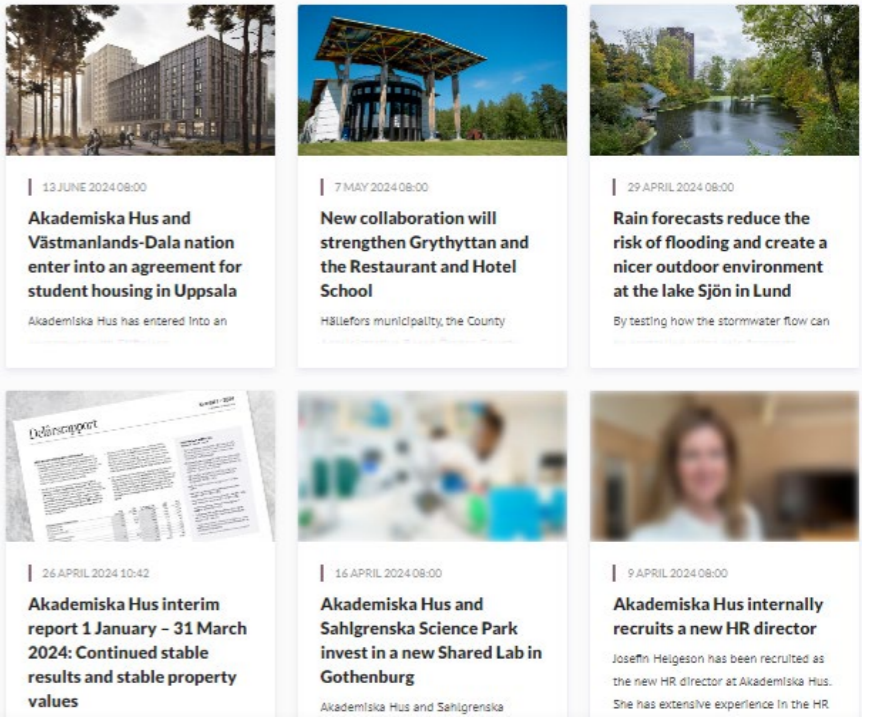 13 JUNE 2024 08:00
Akademiska Hus and
Västmanlands-Dala nation
enter into an agreement for
student housing in Uppsala
Akademiska Hus has entered into an
7 MAY 2024 08:00
New collaboration will
strengthen Grythyttan and
the Restaurant and Hotel
School
Hällefors municipality, the County
29 APRIL 2024 08:00
Rain forecasts reduce the
risk of flooding and create a
nicer outdoor environment
at the lake Sjön in Lund
By testing how the stormwater flow can
Delårsrapport
26 APRIL 2024 10:42
Akademiska Hus interim
report 1 January – 31 March
2024: Continued stable
results and stable property
values
16 APRIL 2024 08:00
Akademiska Hus and
Sahlgrenska Science Park
invest in a new Shared Lab in
Gothenburg
Akademiska Hus and Sahlgrenska
9 APRIL 2024 08:00
Akademiska Hus internally
recruits a new HR director
Josefin Helgeson has been recruited as
the new HR director at Akademiska Hus.
She has extensive experience in the HR